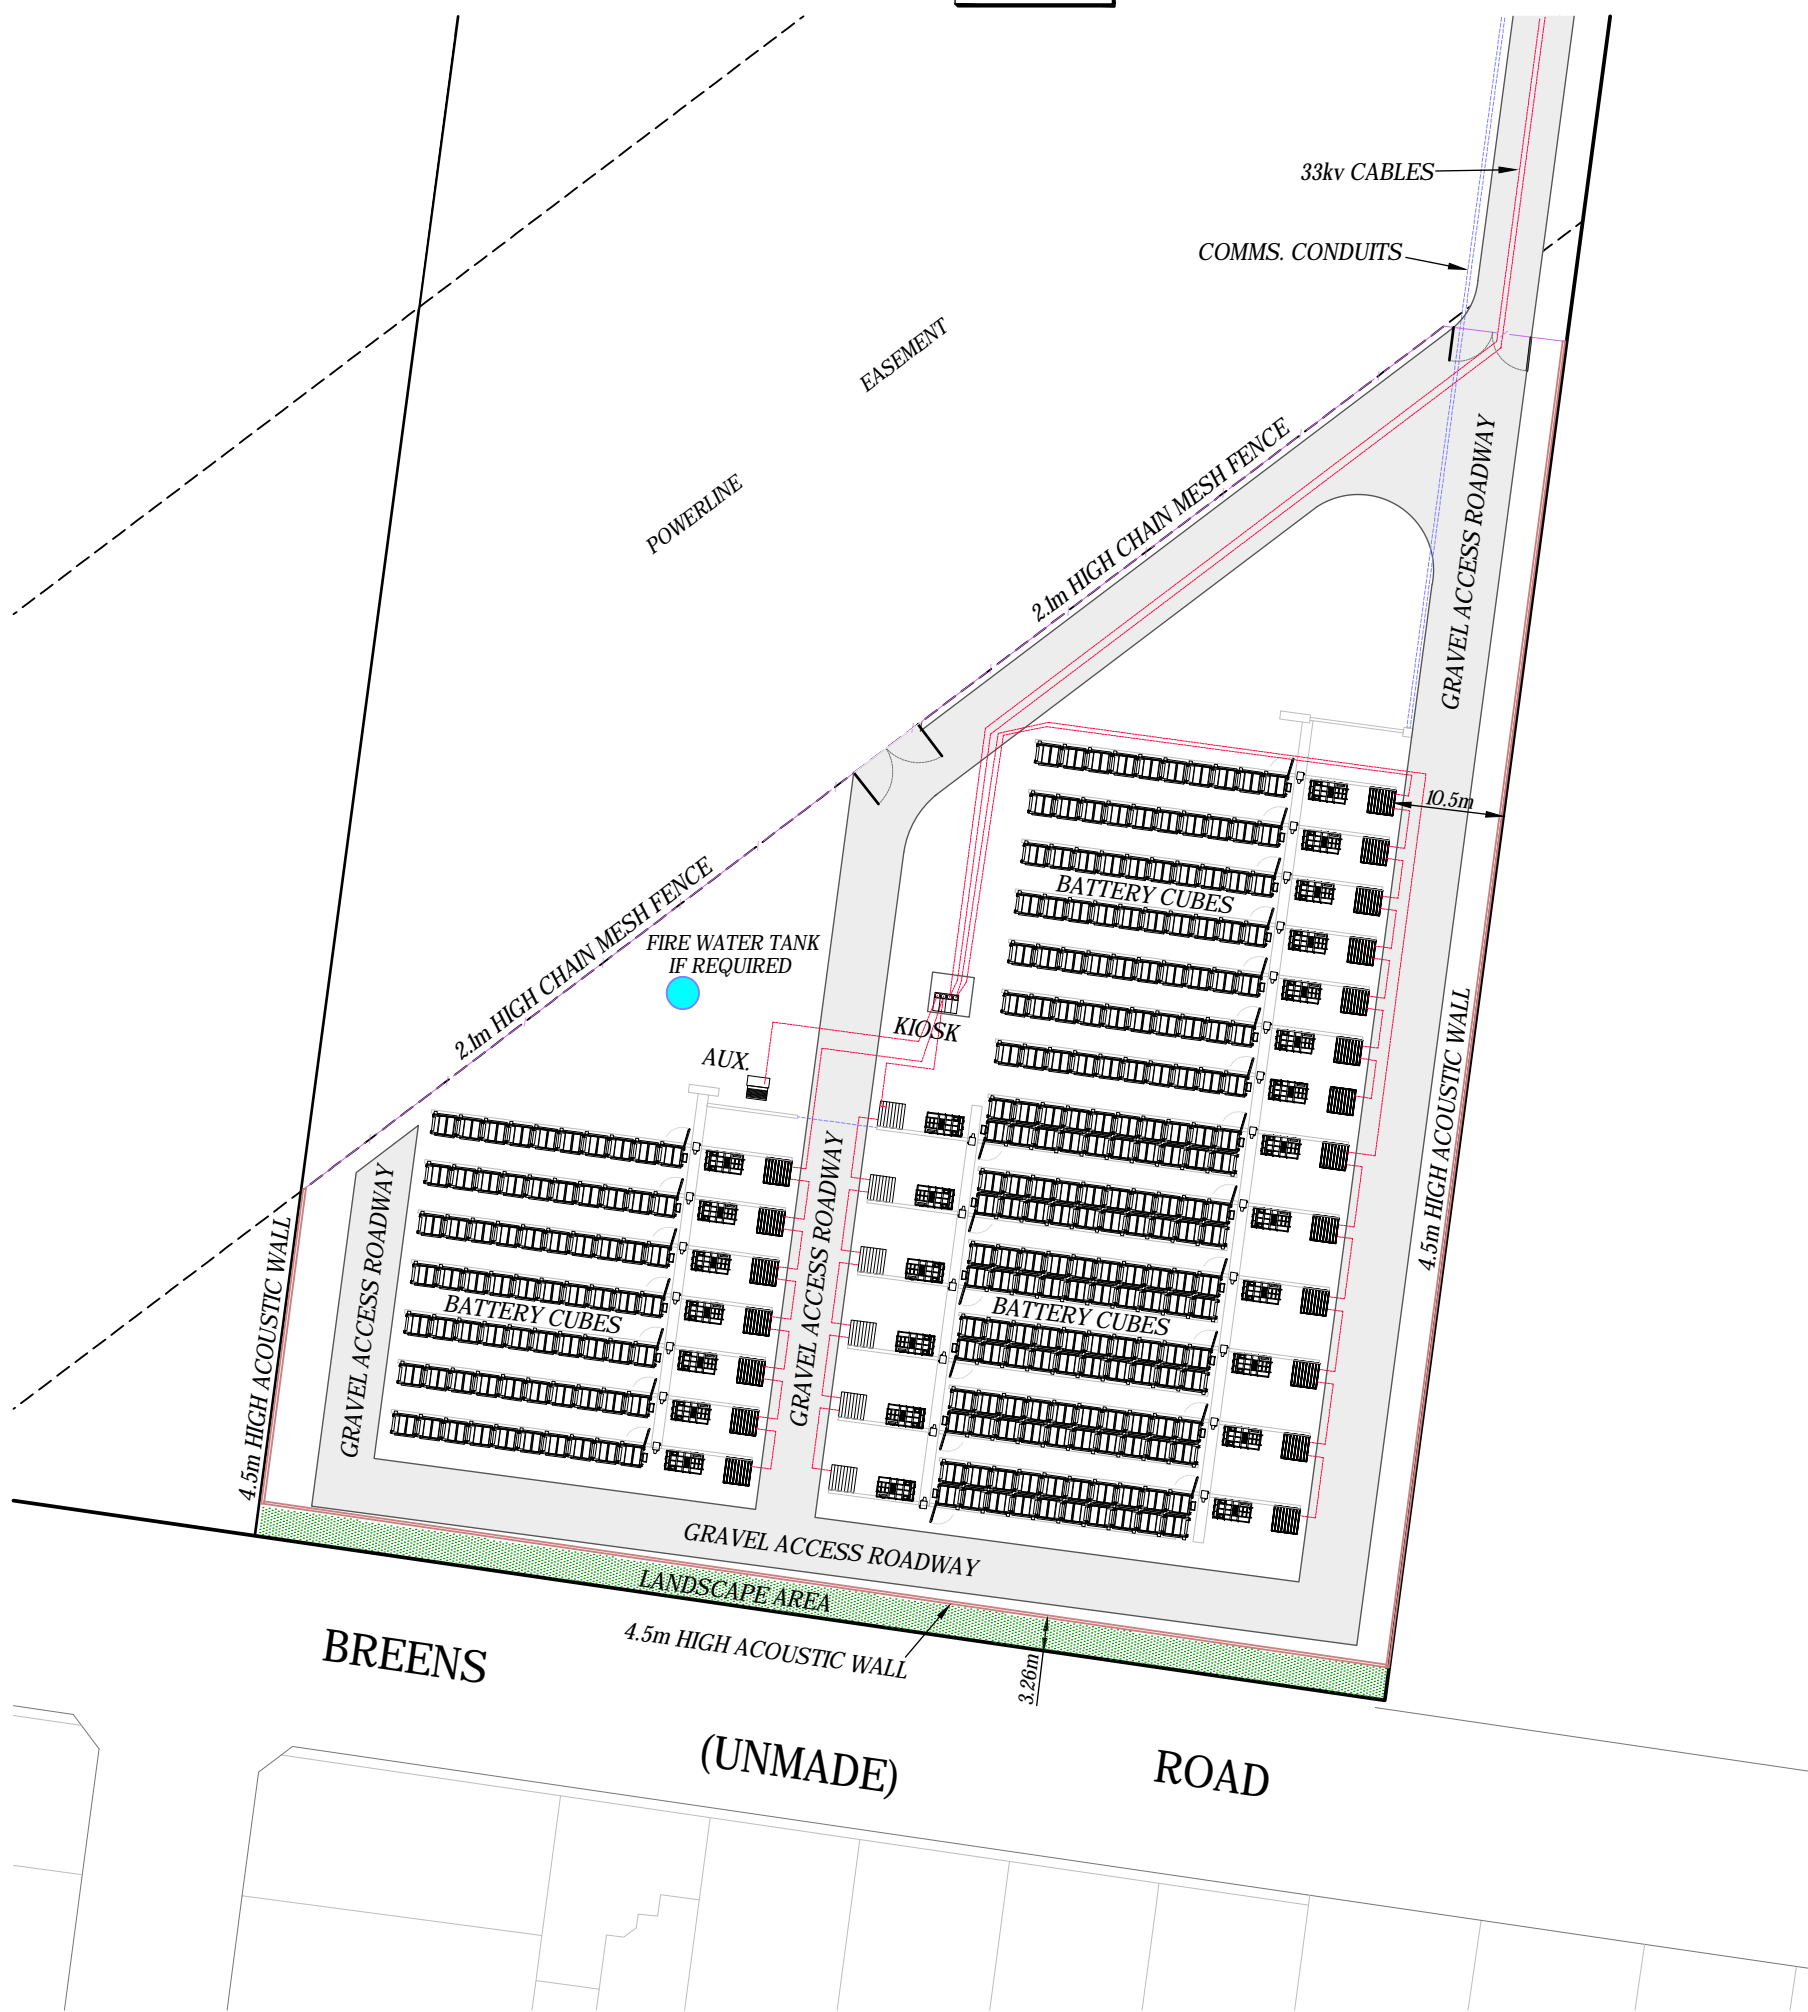 33kv CABLES
COMMS. CONDUITS
EASEMENT
POWERLINE
2.1m HIGH CHAIN MESH FENCE
GRAVEL ACCESS ROADWAY
10.5m
BATTERY CUBES
2.1m HIGH CHAIN MESH FENCE
FIRE WATER TANK
IF REQUIRED
KIOSK
AUX.
4.5m HIGH ACOUSTIC WALL
GRAVEL ACCESS ROADWAY
GRAVEL ACCESS ROADWAY
4.5m HIGH ACOUSTIC WALL
BATTERY CUBES
BATTERY CUBES
GRAVEL ACCESS ROADWAY
LANDSCAPE AREA
4.5m HIGH ACOUSTIC WALL
3.26m
BREENS
(UNMADE)
ROAD